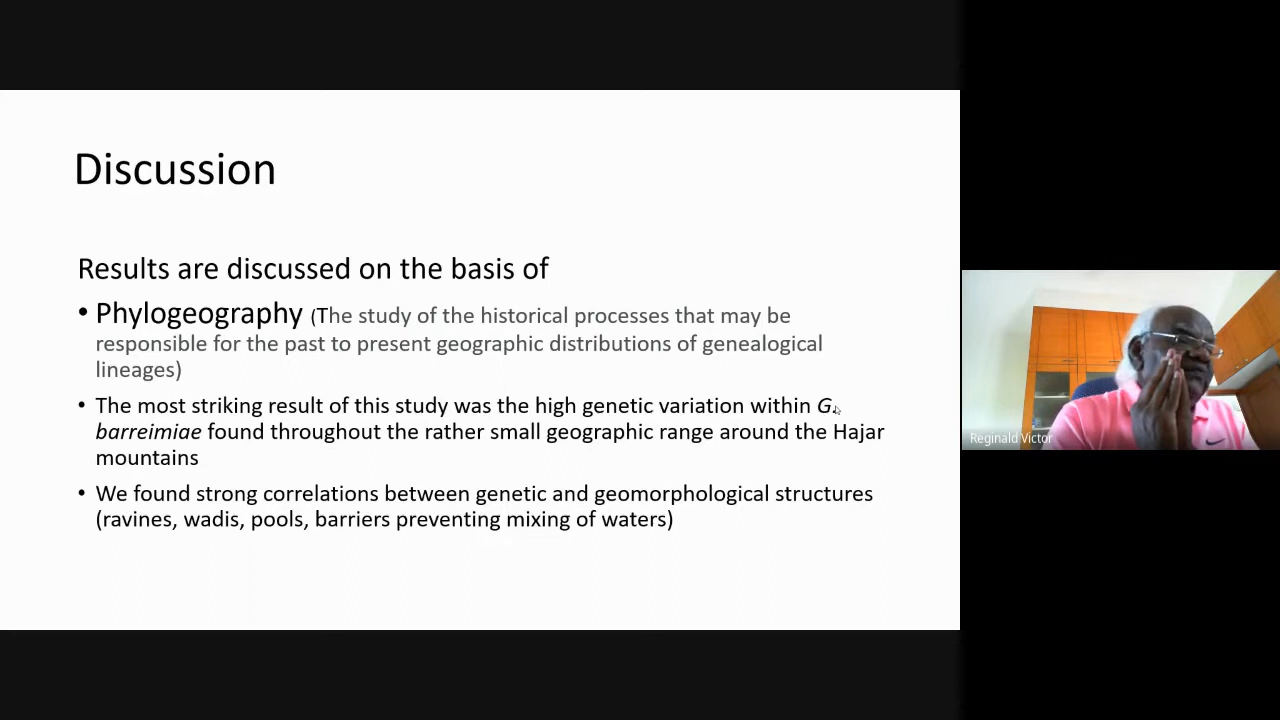 Discussion
Results are discussed on the basis of
• Phylogeography (The study of the historical processes that may be
responsible for the past to present geographic distributions of genealogical
lineages)
• The most striking result of this study was the high genetic variation within G.
barreimiae found throughout the rather small geographic range around the Hajar
mountains
• We found strong correlations between genetic and geomorphological structures
(ravines, wadis, pools, barriers preventing mixing of waters)
Reginald Victor